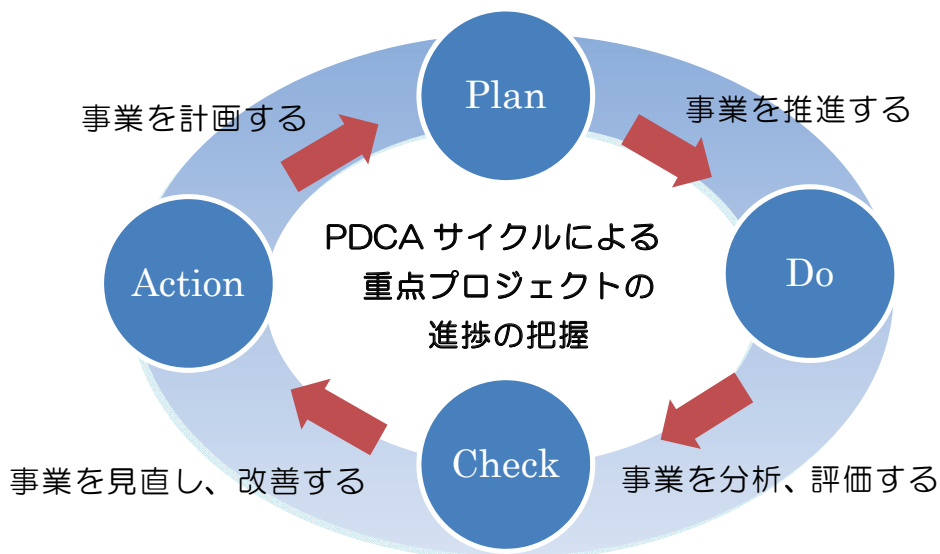 Plan
事業を計画する
事業を推進する
PDCA サイクルによる
重点プロジェクトの
進捗の把握
Action
Do
Check
事業を見直し、改善する
事業を分析、評価する